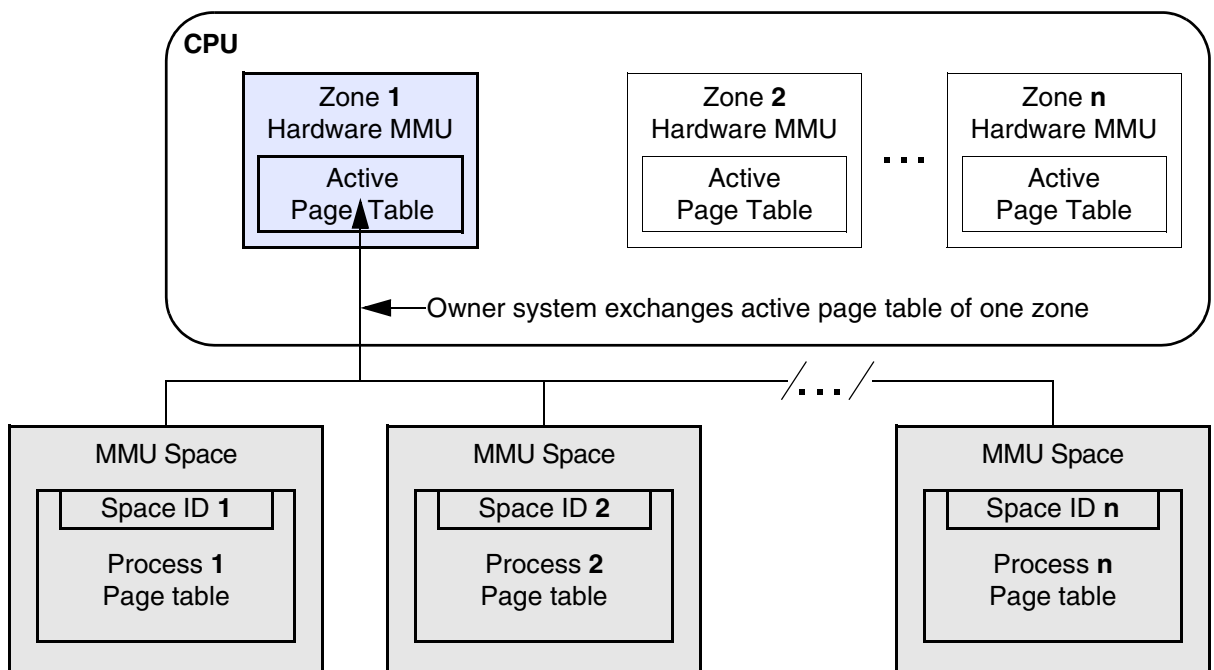 CPU
Zone 1
Hardware MMU
Active
Page Table
Zone 2
Hardware MMU
Active
Page Table
...
Zone n
Hardware MMU
Active
Page Table
Owner system exchanges active page table of one zone
...
MMU Space
Space ID 1
Process 1
Page table
MMU Space
Space ID 2
Process 2
Page table
MMU Space
Space ID n
Process n
Page table